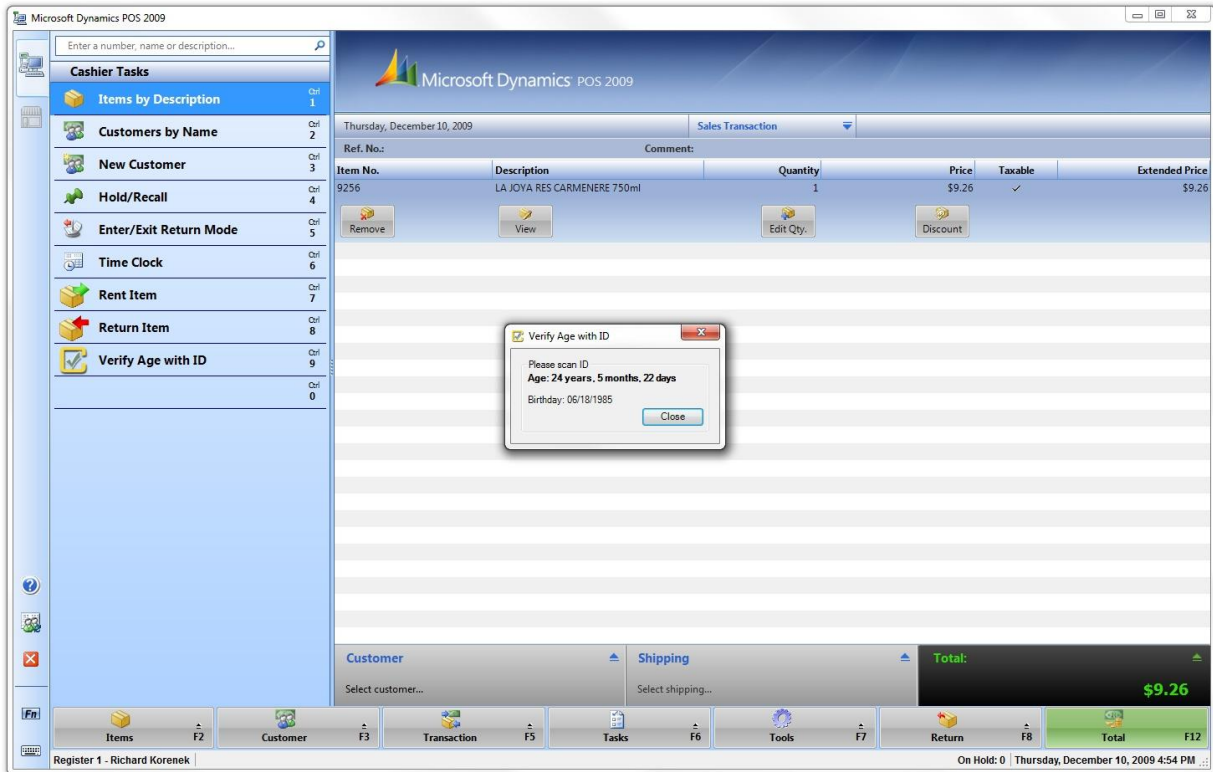 Microsoft Dynamics POS 2009
Enter a number, name or description...
Cashier Tasks
Items by Description Ctrl 1
Customers by Name Ctrl 2
New Customer Ctrl 3
Hold/Recall Ctrl 4
Enter/Exit Return Mode Ctrl 5
Time Clock Ctrl 6
Rent Item Ctrl 7
Return Item Ctrl 8
Verify Age with ID Ctrl 9
Ctrl 0
Microsoft Dynamics POS 2009
Thursday, December 10, 2009 Sales Transaction
Ref. No.: Comment:
Item No. Description Quantity Price Taxable Extended Price
9256 LA JOYA RES CARMENERE 750ml 1 $9.26 ✓ $9.26
Remove View Edit Qty. Discount
Verify Age with ID
Please scan ID
Age: 24 years, 5 months, 22 days
Birthday: 06/18/1985
Close
Customer Shipping Total:
Select customer... Select shipping... $9.26
Fn
Items F2 Customer F3 Transaction F5 Tasks F6 Tools F7 Return F8 Total F12
Register 1 - Richard Korenek On Hold: 0 Thursday, December 10, 2009 4:54 PM